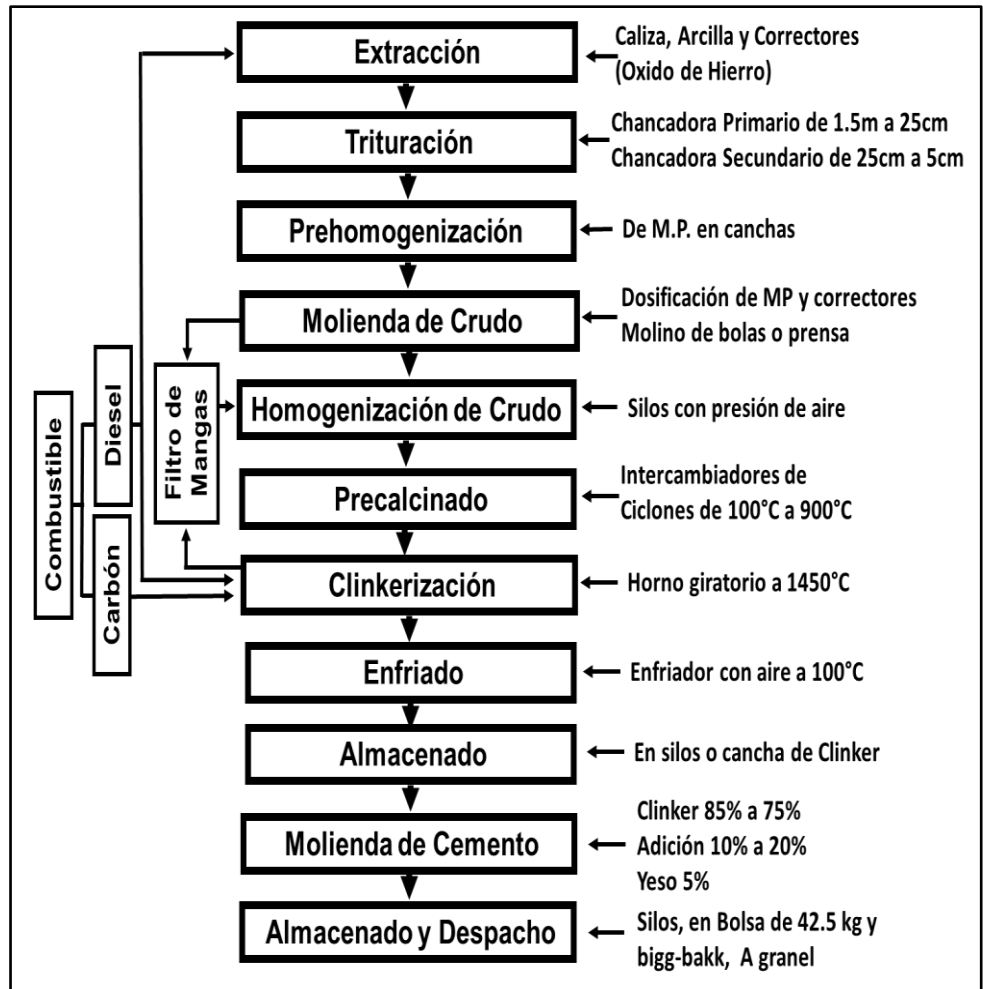 Extracción
Caliza, Arcilla y Correctores
(Oxido de Hierro)
Trituración
Chancadora Primario de 1.5m a 25cm
Chancadora Secundario de 25cm a 5cm
Prehomogenización
De M.P. en canchas
Molienda de Crudo
Dosificación de MP y correctores
Molino de bolas o prensa
Combustible
Diesel
Carbón
Filtro de
Mangas
Homogenización de Crudo
Silos con presión de aire
Precalcinado
Intercambiadores de
Ciclones de 100°C a 900°C
Clinkerización
Horno giratorio a 1450°C
Enfriado
Enfriador con aire a 100°C
Almacenado
En silos o cancha de Clinker
Molienda de Cemento
Clinker 85% a 75%
Adición 10% a 20%
Yeso 5%
Almacenado y Despacho
Silos, en Bolsa de 42.5 kg y
bigg-bakk, A granel